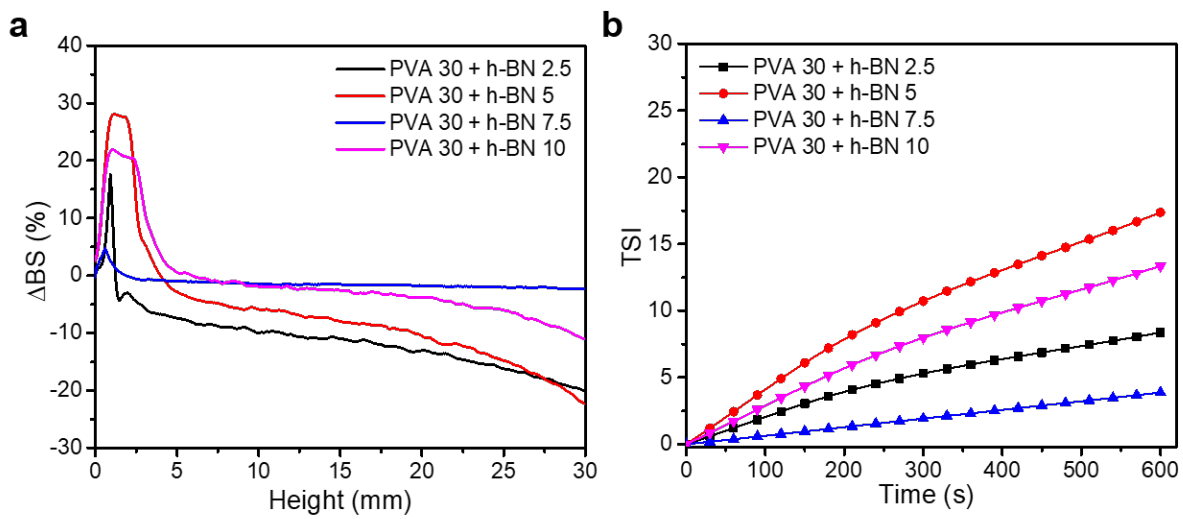 a
40
30
20
10
0
-10
-20
-30
ΔBS (%)
0 5 10 15 20 25 30
Height (mm)
PVA 30 + h-BN 2.5
PVA 30 + h-BN 5
PVA 30 + h-BN 7.5
PVA 30 + h-BN 10
b
30
25
20
15
10
5
0
TSI
0 100 200 300 400 500 600
Time (s)
PVA 30 + h-BN 2.5
PVA 30 + h-BN 5
PVA 30 + h-BN 7.5
PVA 30 + h-BN 10